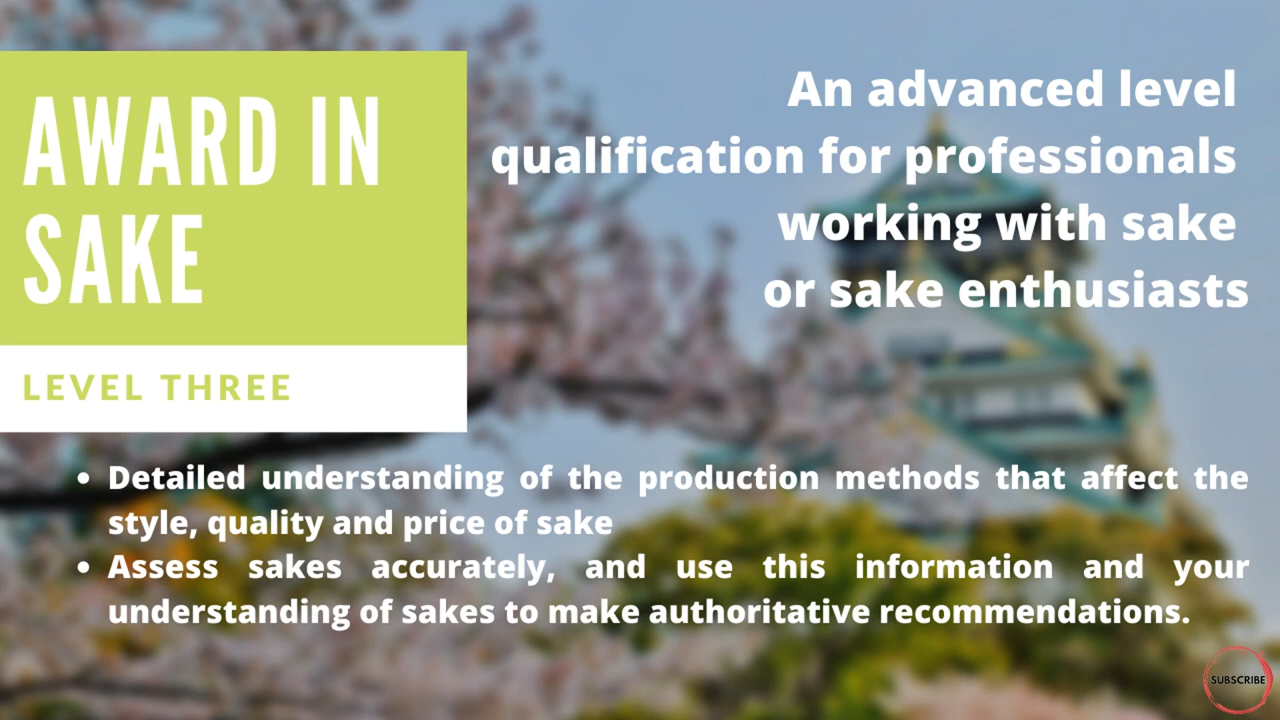 AWARD IN
SAKE
LEVEL THREE
An advanced level
qualification for professionals
working with sake
or sake enthusiasts
• Detailed understanding of the production methods that affect the
style, quality and price of sake
• Assess sakes accurately, and use this information and your
understanding of sakes to make authoritative recommendations.
SUBSCRIBE